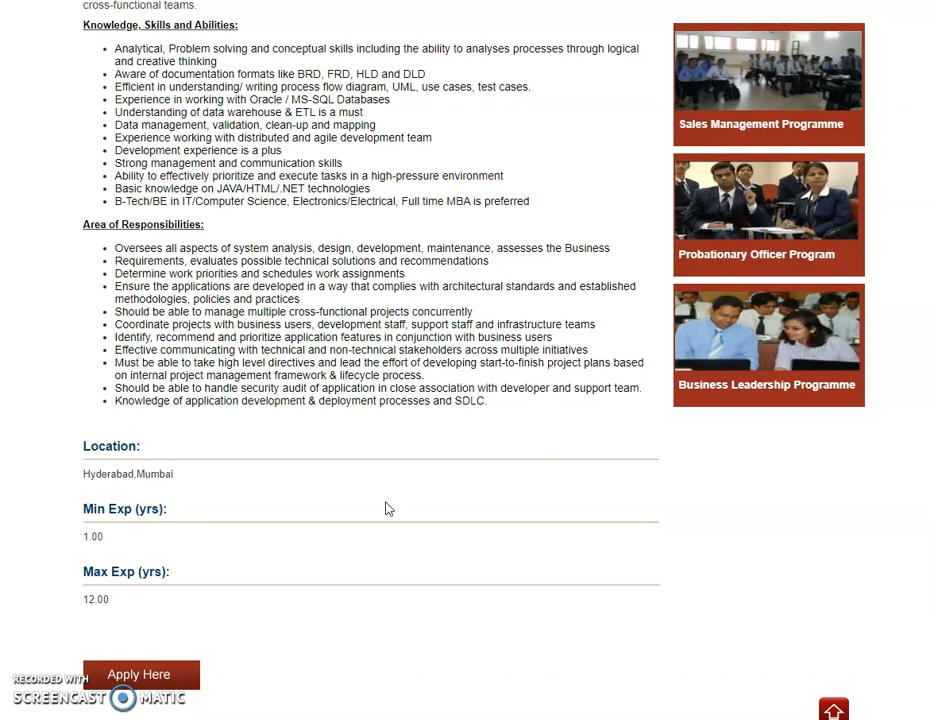 cross-functional teams.
Knowledge, Skills and Abilities:
Analytical, Problem solving and conceptual skills including the ability to analyses processes through logical
and creative thinking
Aware of documentation formats like BRD, FRD, HLD and DLD
Efficient in understanding/ writing process flow diagram, UML, use cases, test cases.
Experience in working with Oracle / MS-SQL Databases
Understanding of data warehouse & ETL is a must
Data management, validation, clean-up and mapping
Experience working with distributed and agile development team
Development experience is a plus
Strong management and communication skills
Ability to effectively prioritize and execute tasks in a high-pressure environment
Basic knowledge on JAVA/HTML/.NET technologies
B-Tech/BE in IT/Computer Science, Electronics/Electrical, Full time MBA is preferred
Area of Responsibilities:
Oversees all aspects of system analysis, design, development, maintenance, assesses the Business
Requirements, evaluates possible technical solutions and recommendations
Determine work priorities and schedules work assignments
Ensure the applications are developed in a way that complies with architectural standards and established
methodologies, policies and practices
Should be able to manage multiple cross-functional projects concurrently
Coordinate projects with business users, development staff, support staff and infrastructure teams
Identify, recommend and prioritize application features in conjunction with business users
Effective communicating with technical and non-technical stakeholders across multiple initiatives
Must be able to take high level directives and lead the effort of developing start-to-finish project plans based
on internal project management framework & lifecycle process.
Should be able to handle security audit of application in close association with developer and support team.
Knowledge of application development & deployment processes and SDLC.
Location:
Hyderabad,Mumbai
Min Exp (yrs):
1.00
Max Exp (yrs):
12.00
Apply Here
Sales Management Programme
Probationary Officer Program
Business Leadership Programme
RECORDED WITH
SCREENCAST MATIC